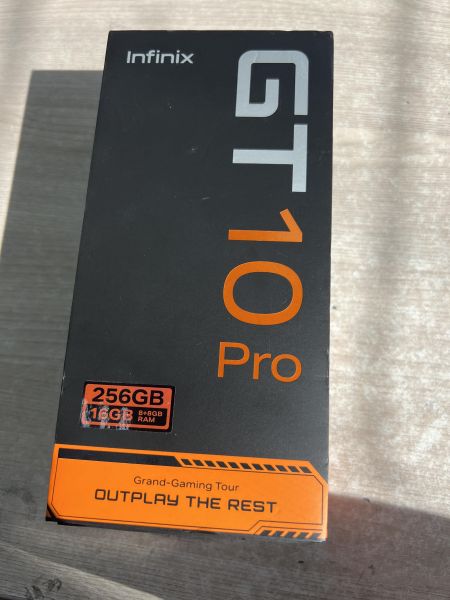 Infinix
GT 10
Pro
256GB
16GB 8+8GB RAM
Grand-Gaming Tour
OUTPLAY THE REST